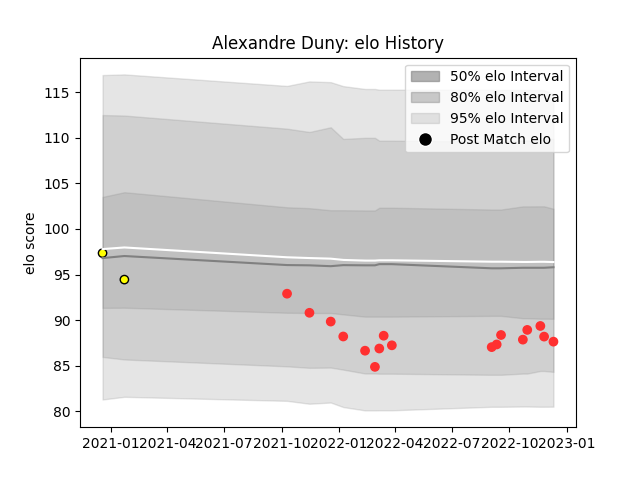 Alexandre Duny: elo History
50% elo Interval
80% elo Interval
95% elo Interval
Post Match elo
elo score
115
110
105
100
95
90
85
80
2021-01 2021-04 2021-07 2021-10 2022-01 2022-04 2022-07 2022-10 2023-01